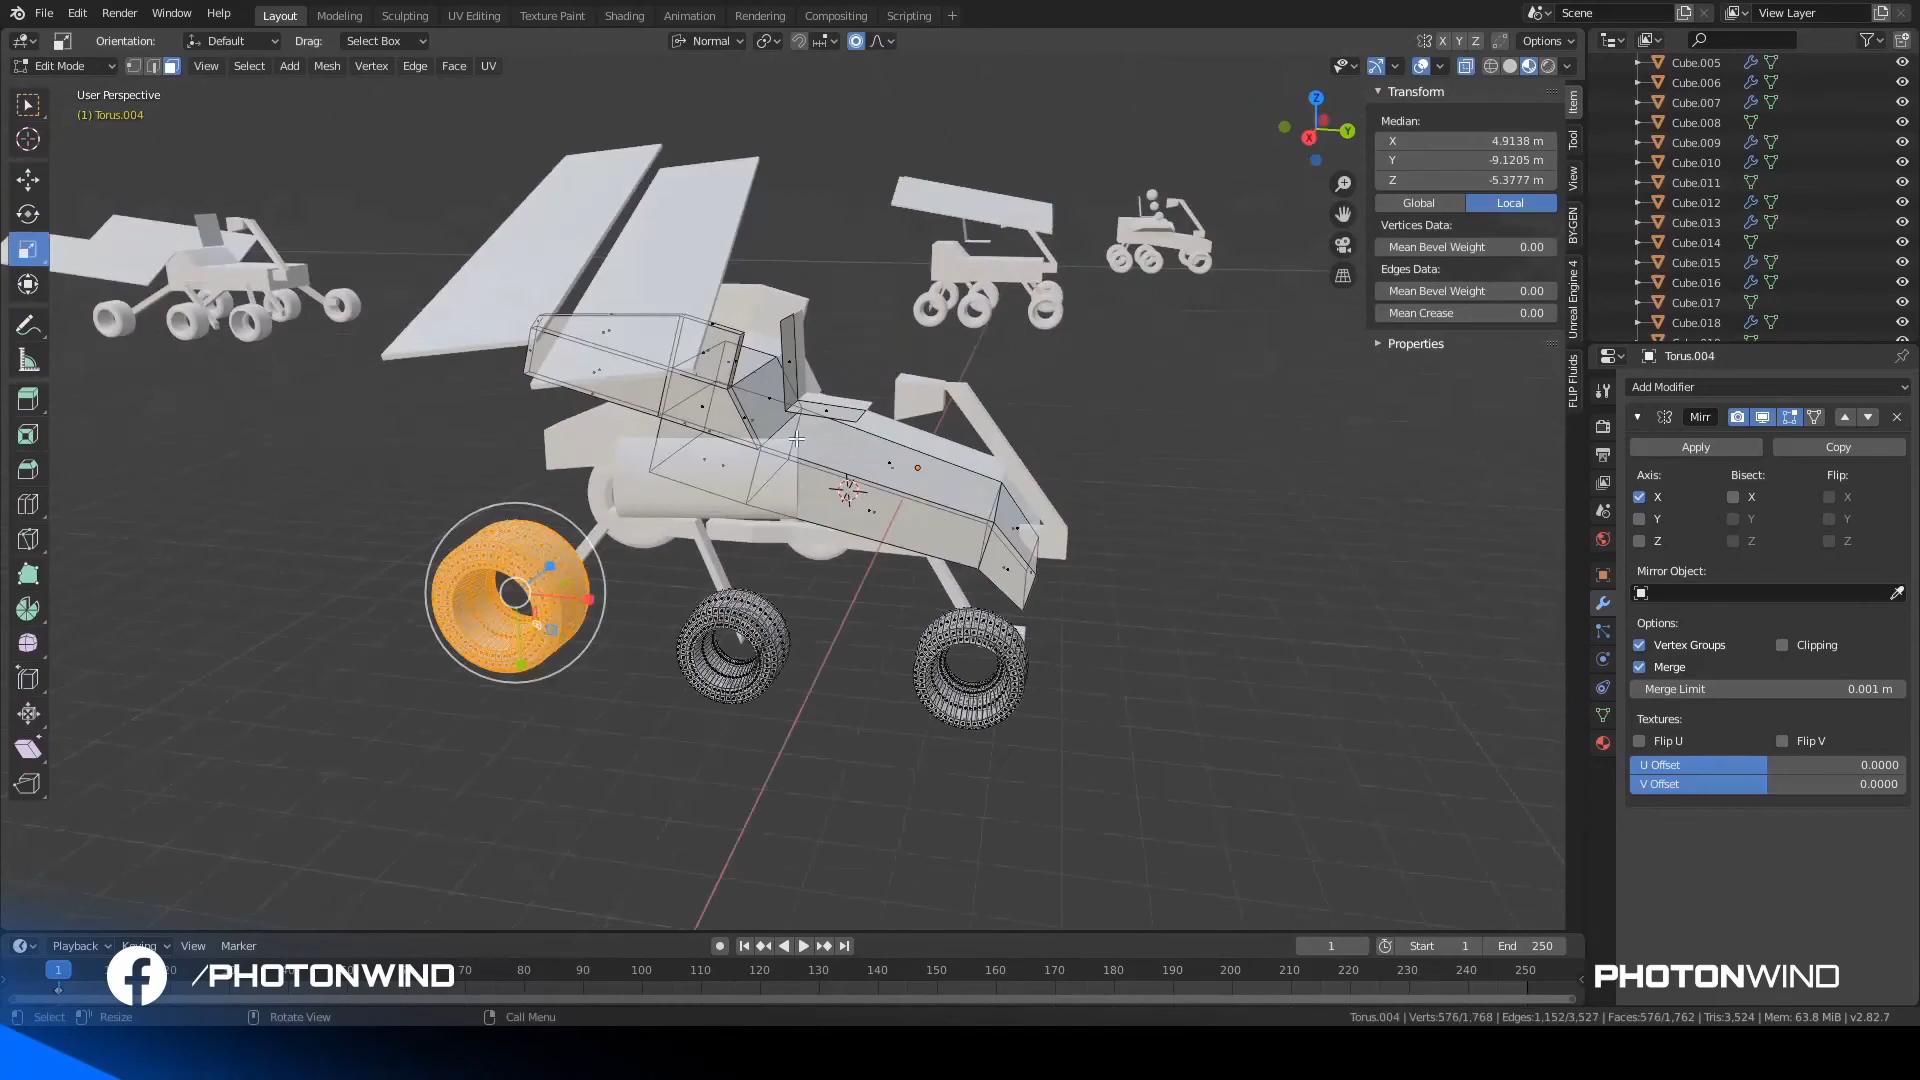 File Edit Render Window Help Layout Modeling Sculpting UV Editing Texture Paint Shading Animation Rendering Compositing Scripting + Scene View Layer
Orientation: Default Drag: Select Box Normal X Y Z Options
Edit Mode View Select Add Mesh Vertex Edge Face UV
User Perspective
(1) Torus.004
Z
Y
X
Transform
Median:
X 4.9138 m
Y -9.1205 m
Z -5.3777 m
Global Local
Vertices Data:
Mean Bevel Weight 0.00
Edges Data:
Mean Bevel Weight 0.00
Mean Crease 0.00
Properties
Item
Tool
View
BY-GEN
Unreal Engine 4
FLIP Fluids
Cube.005
Cube.006
Cube.007
Cube.008
Cube.009
Cube.010
Cube.011
Cube.012
Cube.013
Cube.014
Cube.015
Cube.016
Cube.017
Cube.018
Torus.004
Add Modifier
Mirr
Apply Copy
Axis: Bisect: Flip:
X X X
Y Y Y
Z Z Z
Mirror Object:
Options:
Vertex Groups Clipping
Merge
Merge Limit 0.001 m
Textures:
Flip U Flip V
U Offset 0.0000
V Offset 0.0000
Playback Keying View Marker 1 Start 1 End 250
1 20 40 70 80 90 100 110 120 130 140 150 160 170 180 190 200 210 220 230 240 250
/PHOTONWIND PHOTONWIND
Select Resize Rotate View Call Menu Torus.004 | Verts:576/1,768 | Edges:1,152/3,527 | Faces:576/1,762 | Tris:3,524 | Mem: 63.8 MiB | v2.82.7